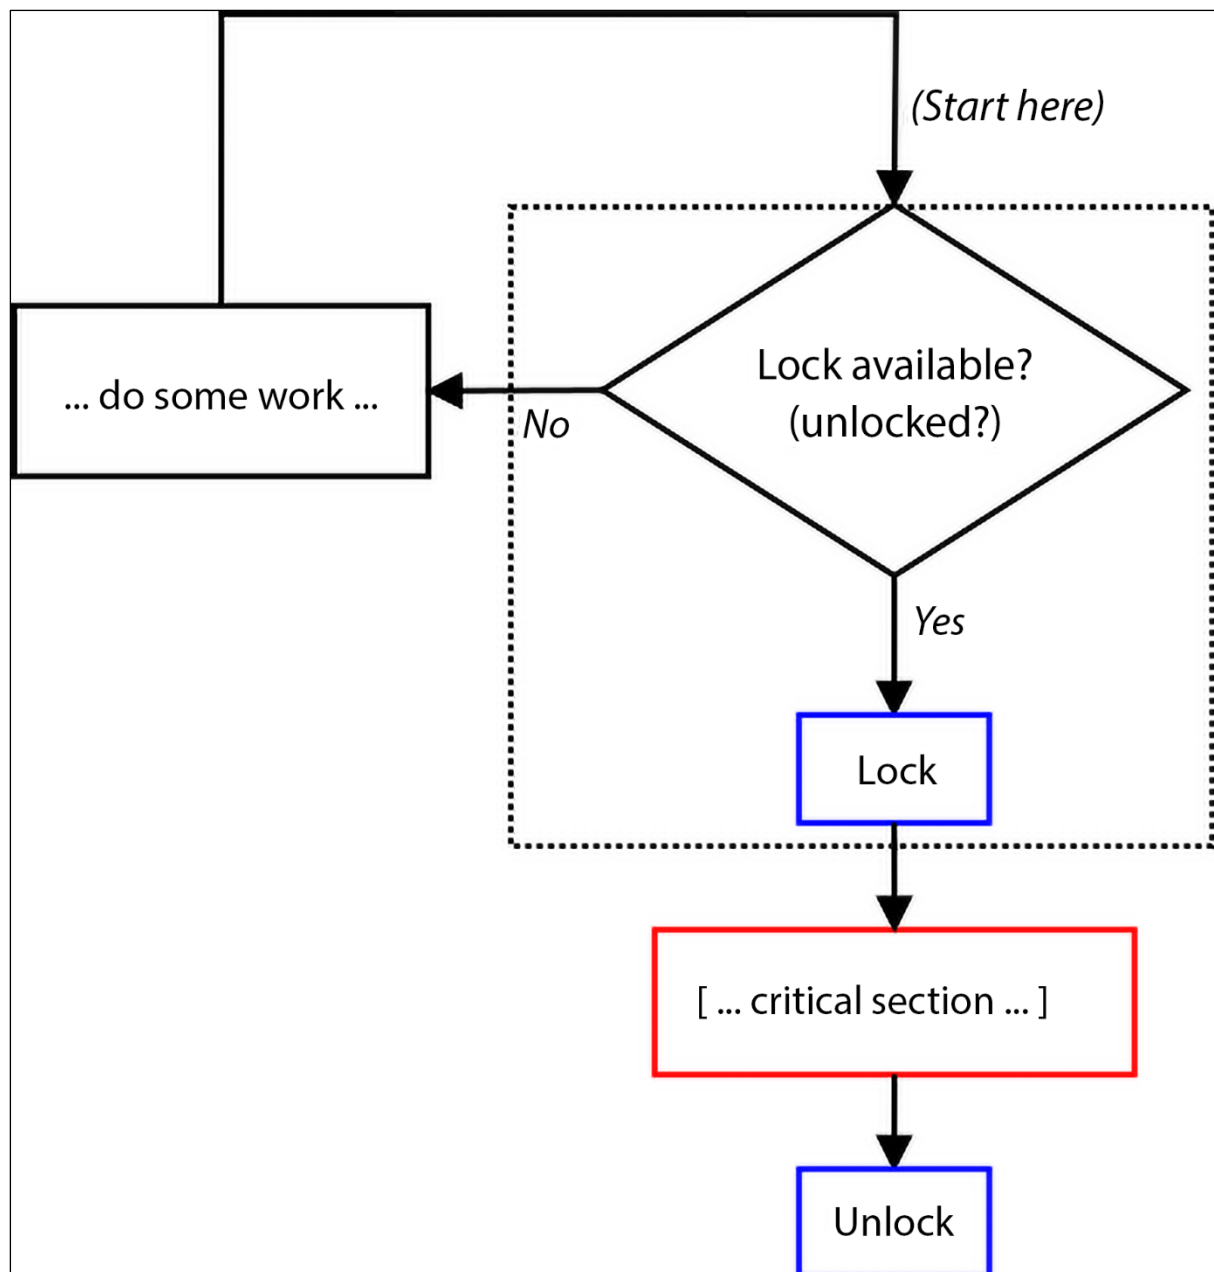 (Start here)
Lock available?
(unlocked?)
... do some work ...
No
Yes
Lock
[ ... critical section ... ]
Unlock